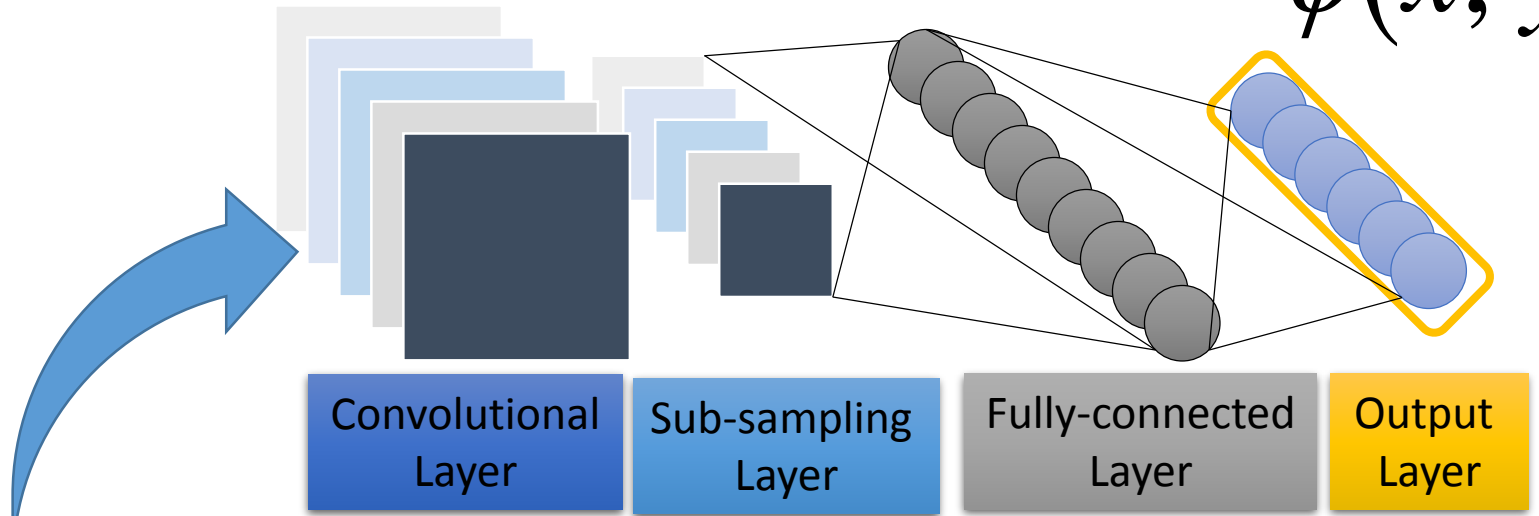 φ(x,
Convolutional
Layer
Sub-sampling
Layer
Fully-connected
Layer
Output
Layer